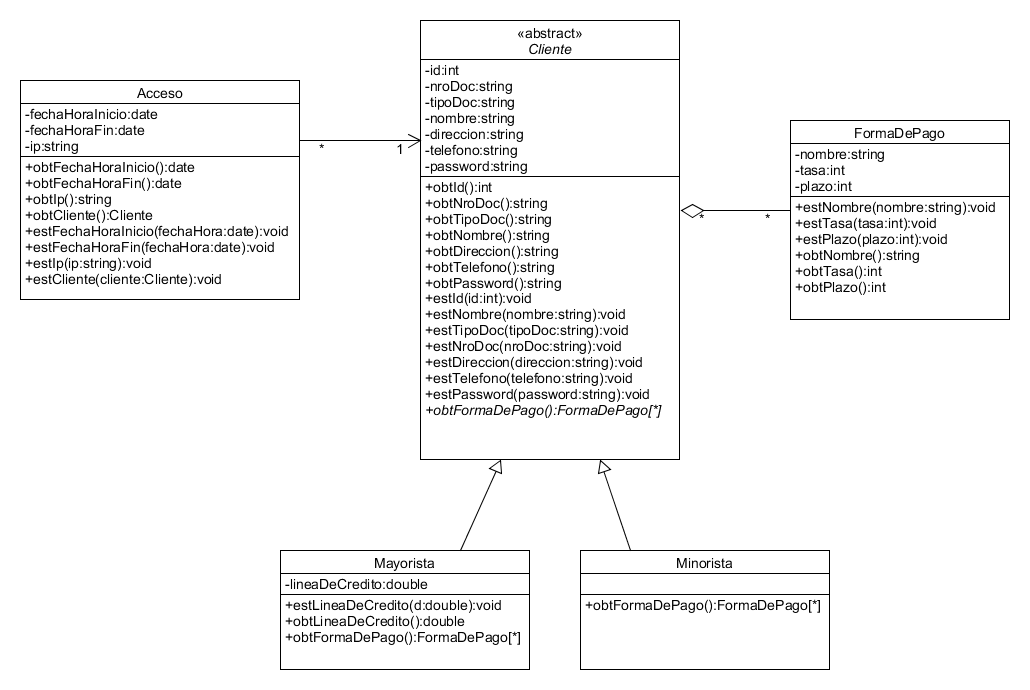 «abstract»
Cliente
-id:int
-nroDoc:string
-tipoDoc:string
-nombre:string
-direccion:string
-telefono:string
-password:string
+obtId():int
+obtNroDoc():string
+obtTipoDoc():string
+obtNombre():string
+obtDireccion():string
+obtTelefono():string
+obtPassword():string
+estId(id:int):void
+estNombre(nombre:string):void
+estTipoDoc(tipoDoc:string):void
+estNroDoc(nroDoc:string):void
+estDireccion(direccion:string):void
+estTelefono(telefono:string):void
+estPassword(password:string):void
+obtFormaDePago():FormaDePago[*]
Acceso
-fechaHoraInicio:date
-fechaHoraFin:date
-ip:string
+obtFechaHoraInicio():date
+obtFechaHoraFin():date
+obtIp():string
+obtCliente():Cliente
+estFechaHoraInicio(fechaHora:date):void
+estFechaHoraFin(fechaHora:date):void
+estIp(ip:string):void
+estCliente(cliente:Cliente):void
* 1
FormaDePago
-nombre:string
-tasa:int
-plazo:int
+estNombre(nombre:string):void
+estTasa(tasa:int):void
+estPlazo(plazo:int):void
+obtNombre():string
+obtTasa():int
+obtPlazo():int
* *
Mayorista
-lineaDeCredito:double
+estLineaDeCredito(d:double):void
+obtLineaDeCredito():double
+obtFormaDePago():FormaDePago[*]
Minorista
+obtFormaDePago():FormaDePago[*]